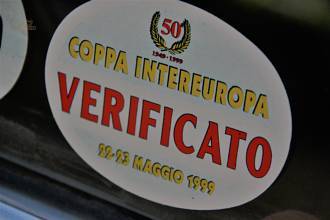 50°
1949-1999
COPPA INTEREUROPA
VERIFICATO
22-23 MAGGIO 1999